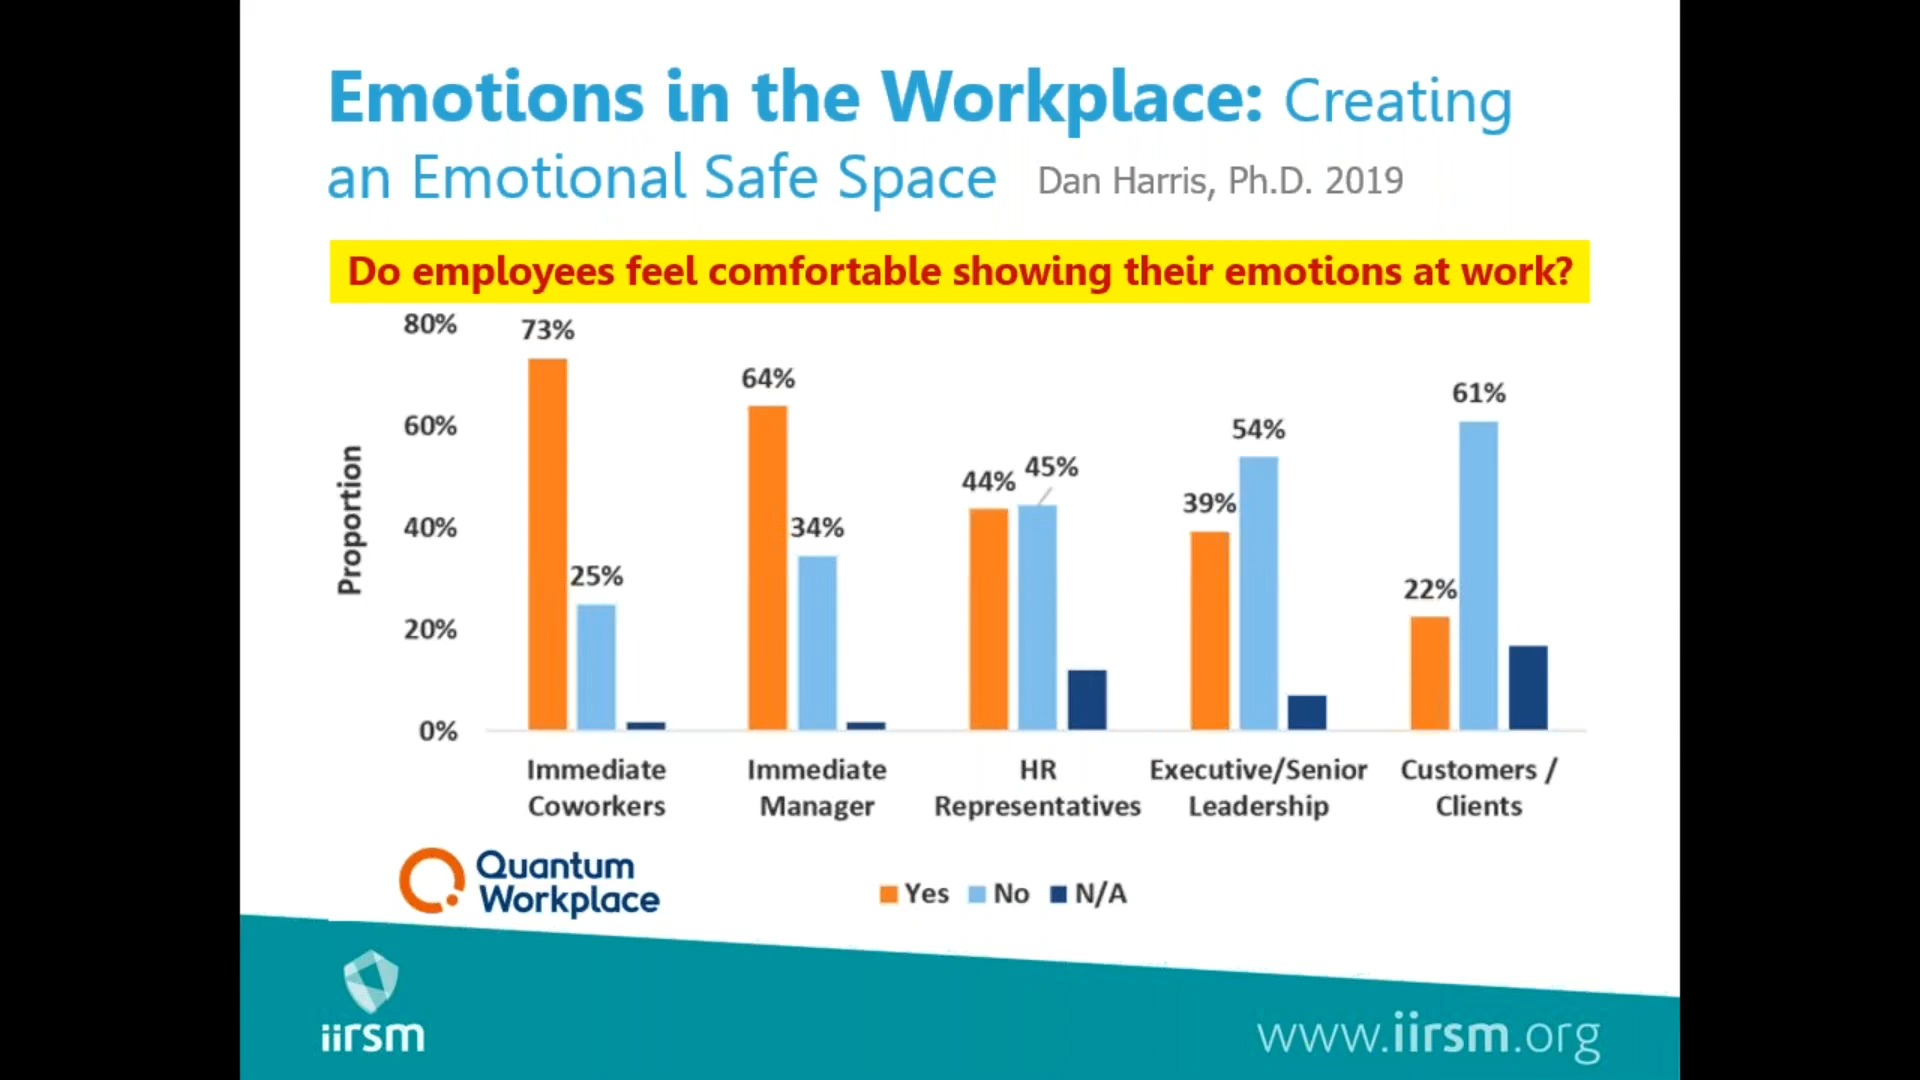 Emotions in the Workplace: Creating
an Emotional Safe Space Dan Harris, Ph.D. 2019
Do employees feel comfortable showing their emotions at work?
Proportion
80%
60%
40%
20%
0%
73%
25%
64%
34%
44%
45%
39%
54%
22%
61%
Immediate
Coworkers
Immediate
Manager
HR
Representatives
Executive/Senior
Leadership
Customers /
Clients
Quantum
Workplace
Yes No N/A
iirsm
www.iirsm.org